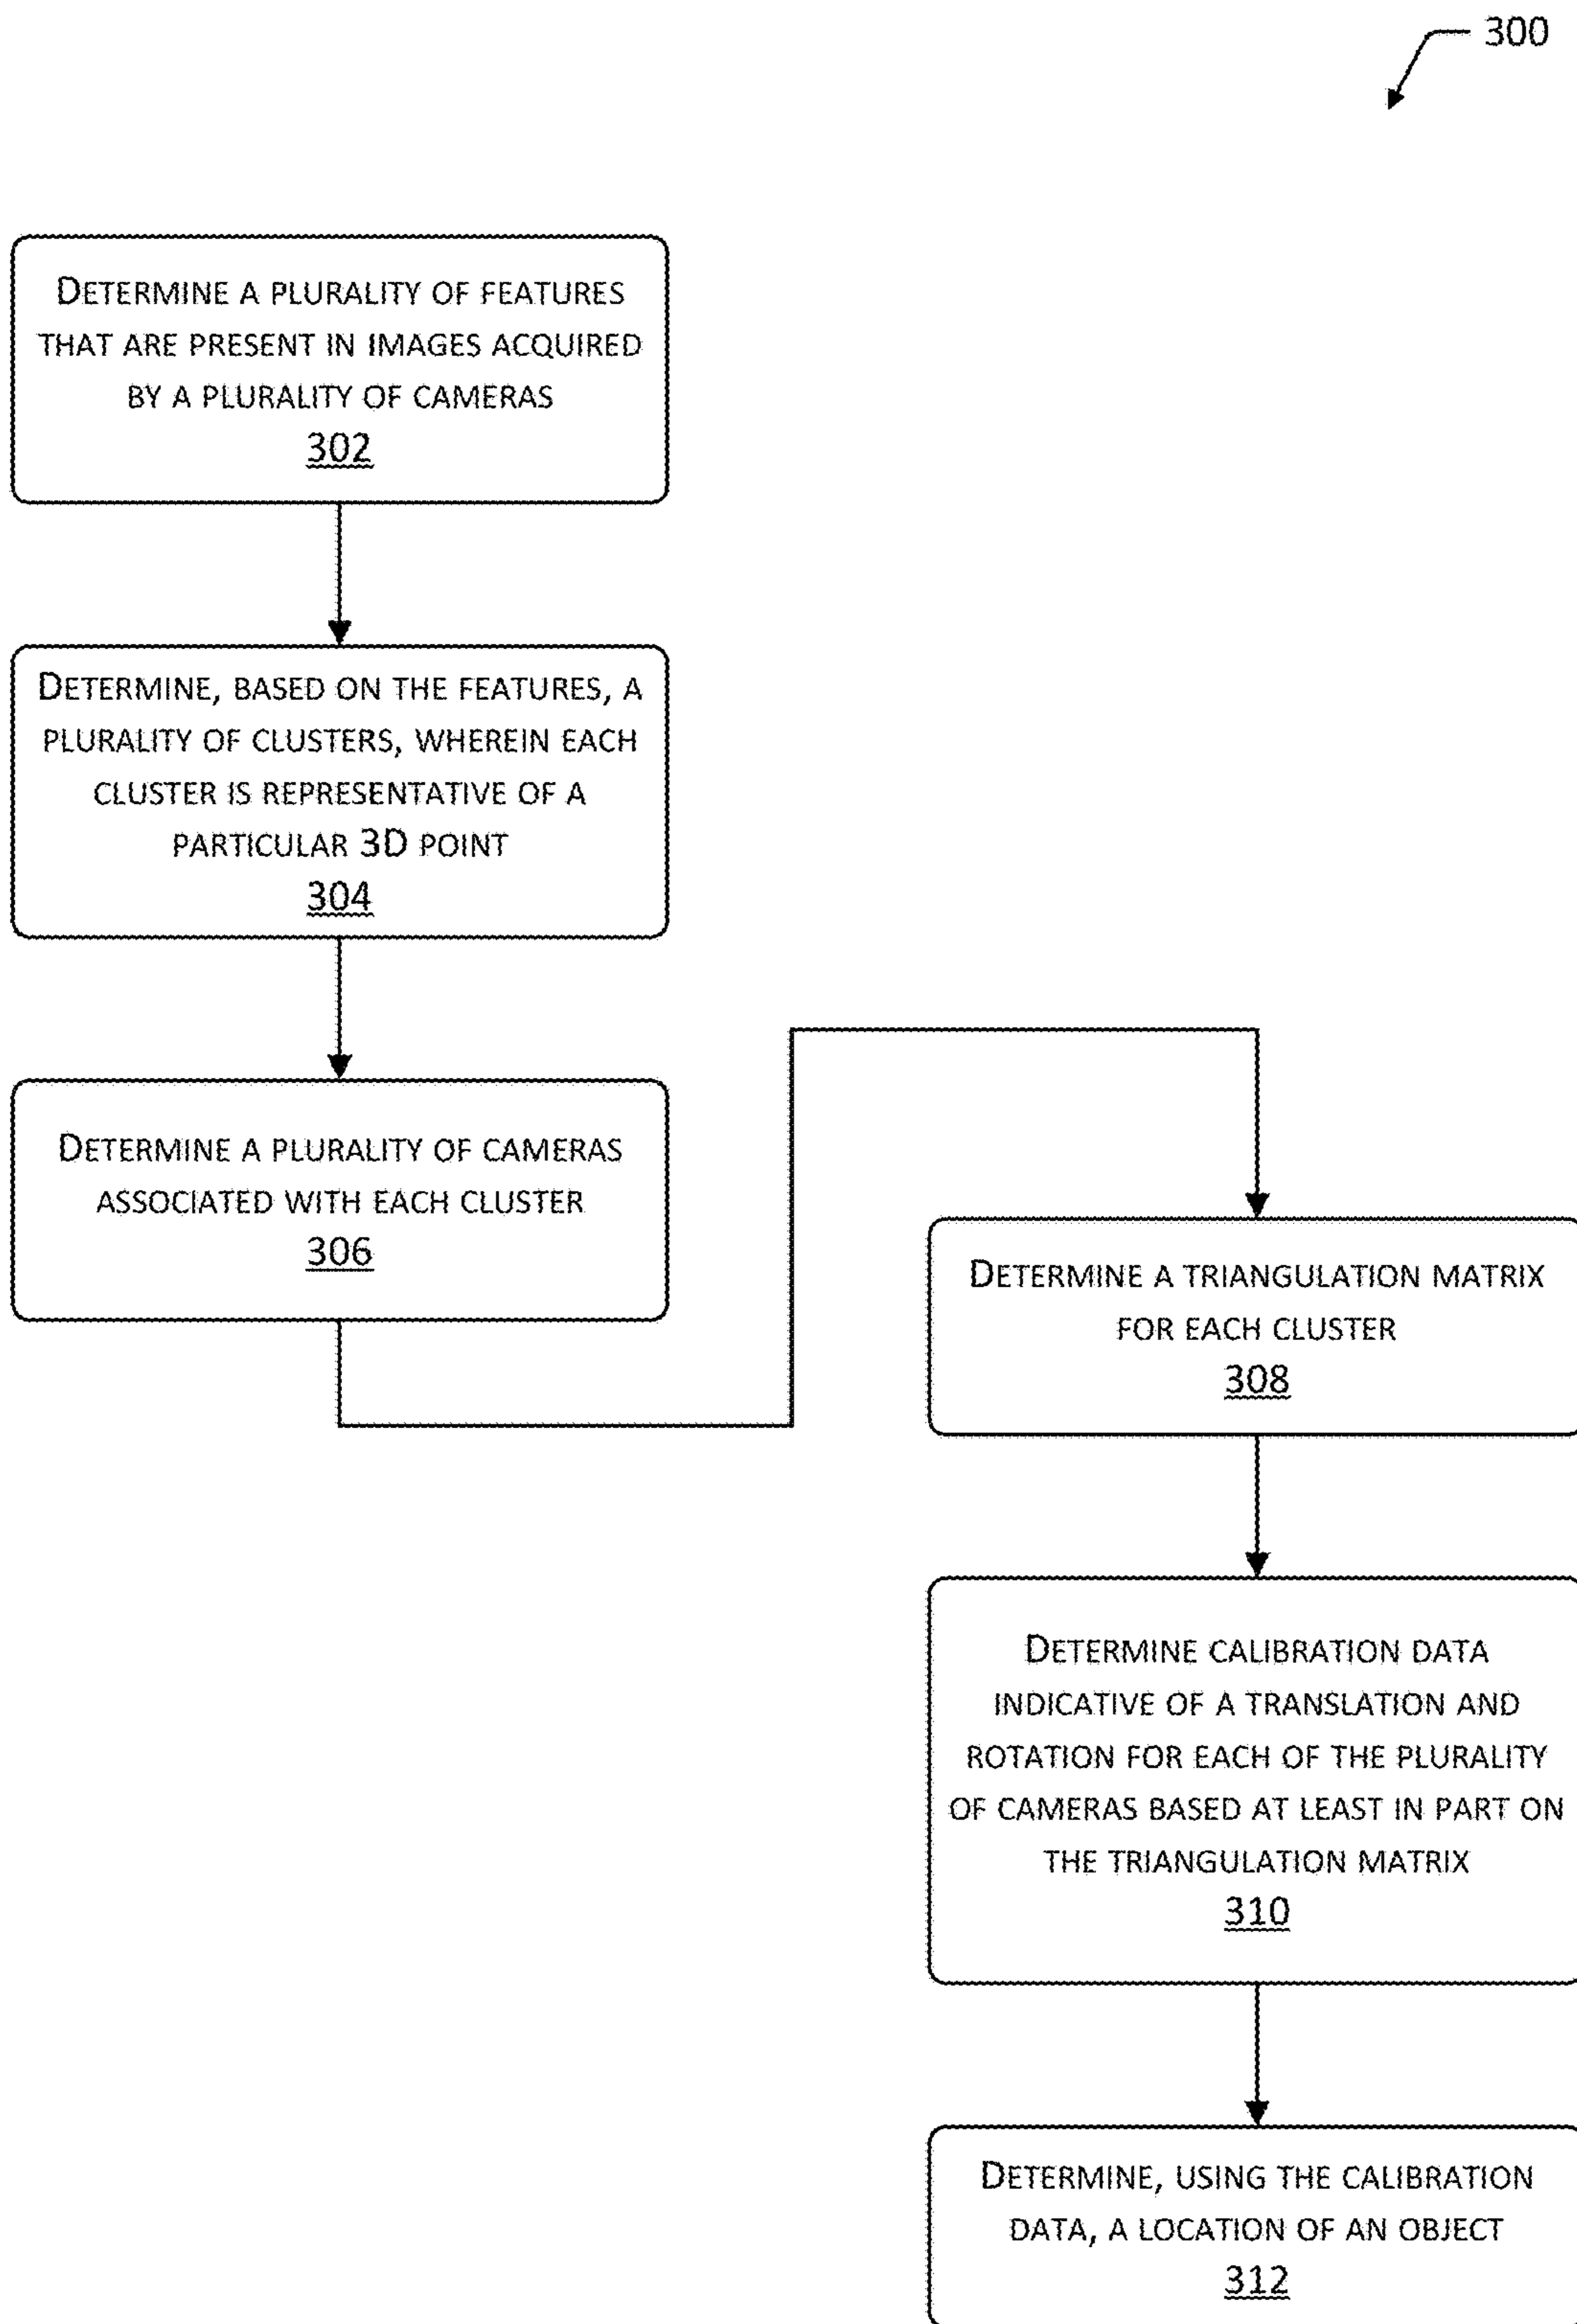 300
DETERMINE A PLURALITY OF FEATURES
THAT ARE PRESENT IN IMAGES ACQUIRED
BY A PLURALITY OF CAMERAS
302
DETERMINE, BASED ON THE FEATURES, A
PLURALITY OF CLUSTERS, WHEREIN EACH
CLUSTER IS REPRESENTATIVE OF A
PARTICULAR 3D POINT
304
DETERMINE A PLURALITY OF CAMERAS
ASSOCIATED WITH EACH CLUSTER
306
DETERMINE A TRIANGULATION MATRIX
FOR EACH CLUSTER
308
DETERMINE CALIBRATION DATA
INDICATIVE OF A TRANSLATION AND
ROTATION FOR EACH OF THE PLURALITY
OF CAMERAS BASED AT LEAST IN PART ON
THE TRIANGULATION MATRIX
310
DETERMINE, USING THE CALIBRATION
DATA, A LOCATION OF AN OBJECT
312